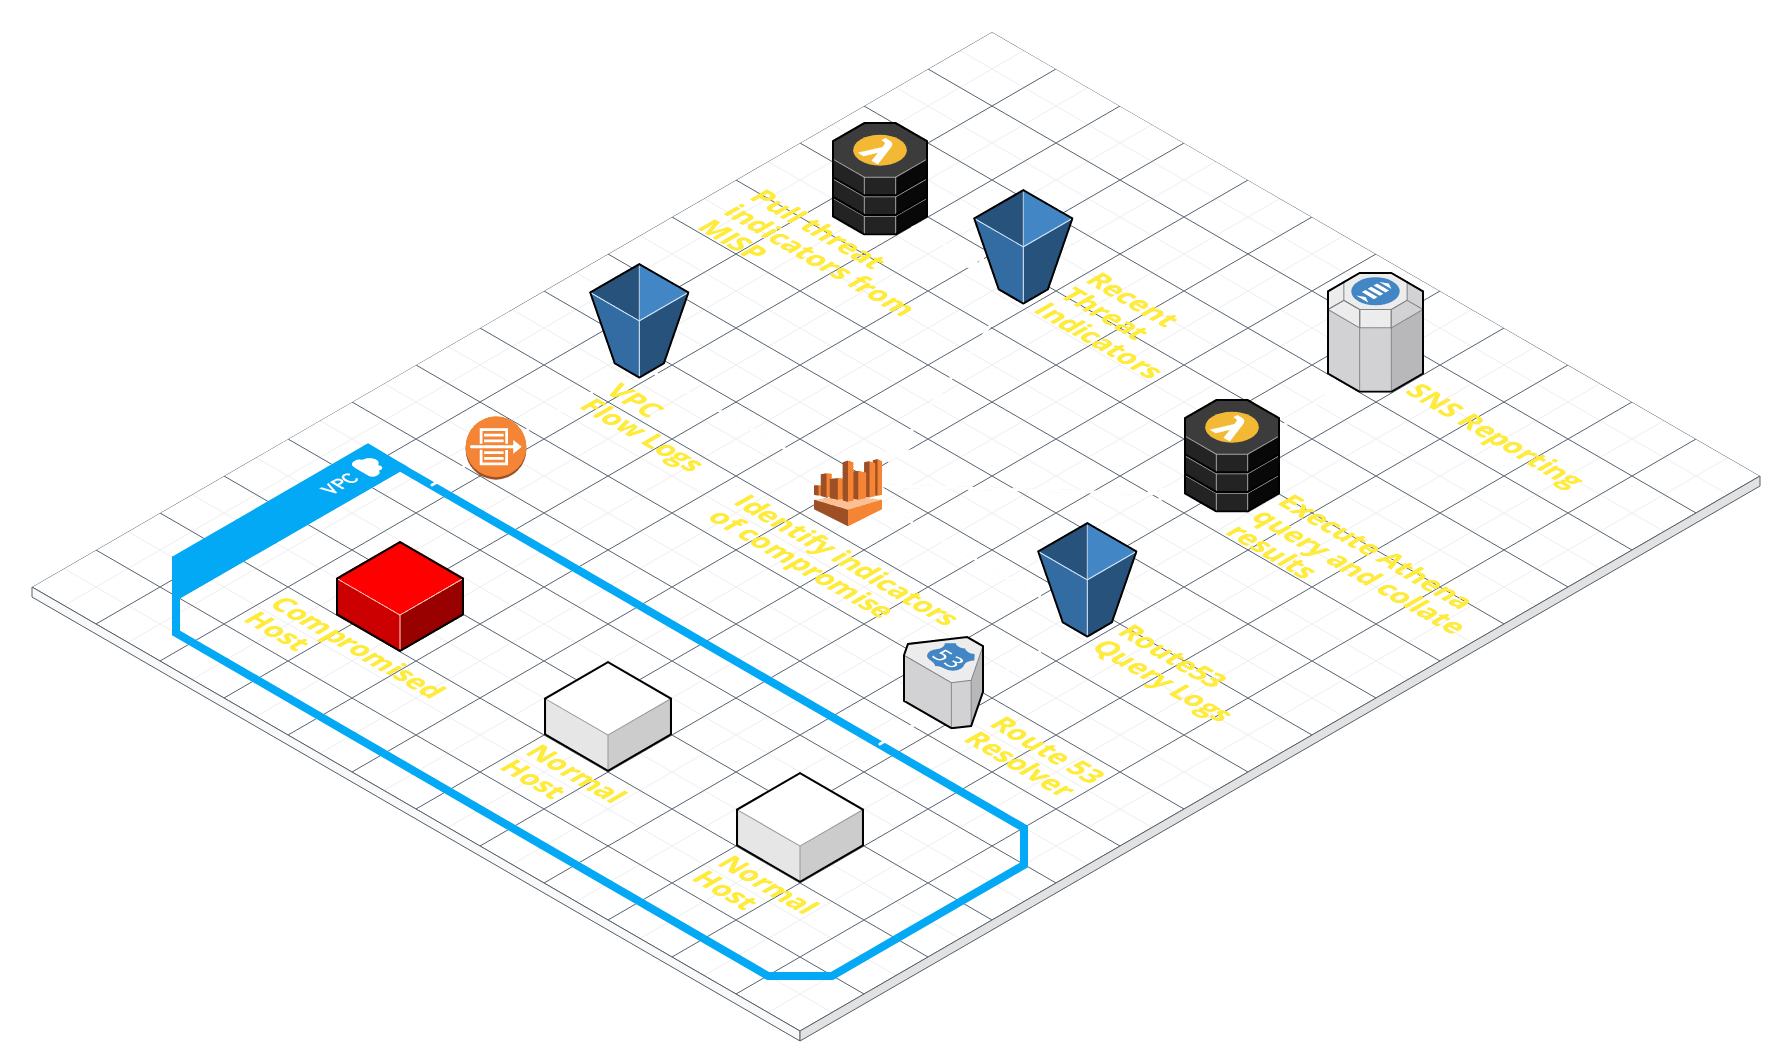 Pull threat
indicators from
MISP
Recent
Threat
Indicators
VPC
Flow Logs
SNS Reporting
VPC
Identify indicators
of compromise
Execute Athena
query and collate
results
Compromised
Host
Route53
Query Logs
53
Route 53
Resolver
Normal
Host
Normal
Host
λ
λ